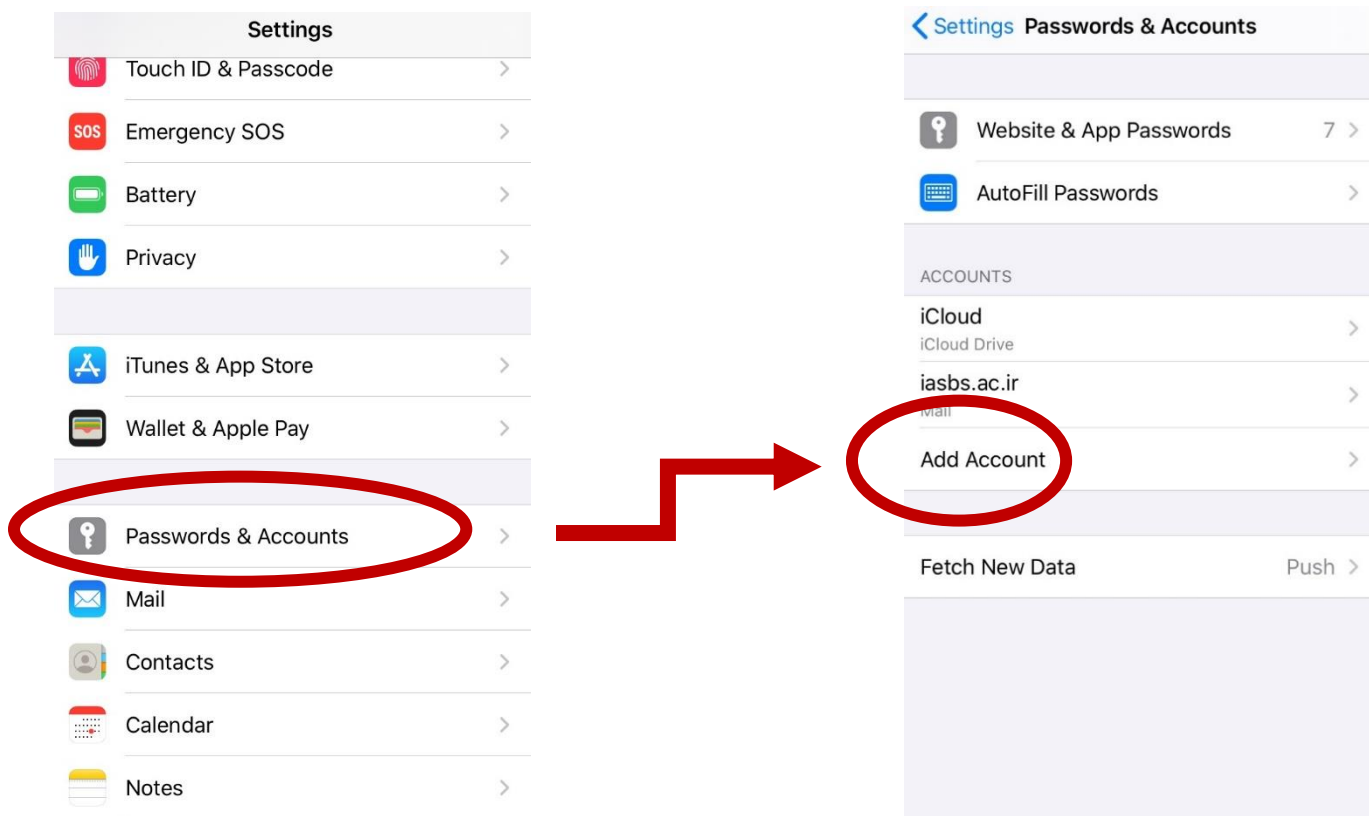 Settings
Touch ID & Passcode
SOS
Emergency SOS
Battery
Privacy
iTunes & App Store
Wallet & Apple Pay
Passwords & Accounts
Mail
Contacts
Calendar
Notes
Settings Passwords & Accounts
Website & App Passwords 7
AutoFill Passwords
ACCOUNTS
iCloud
iCloud Drive
iasbs.ac.ir
Mail
Add Account
Fetch New Data Push